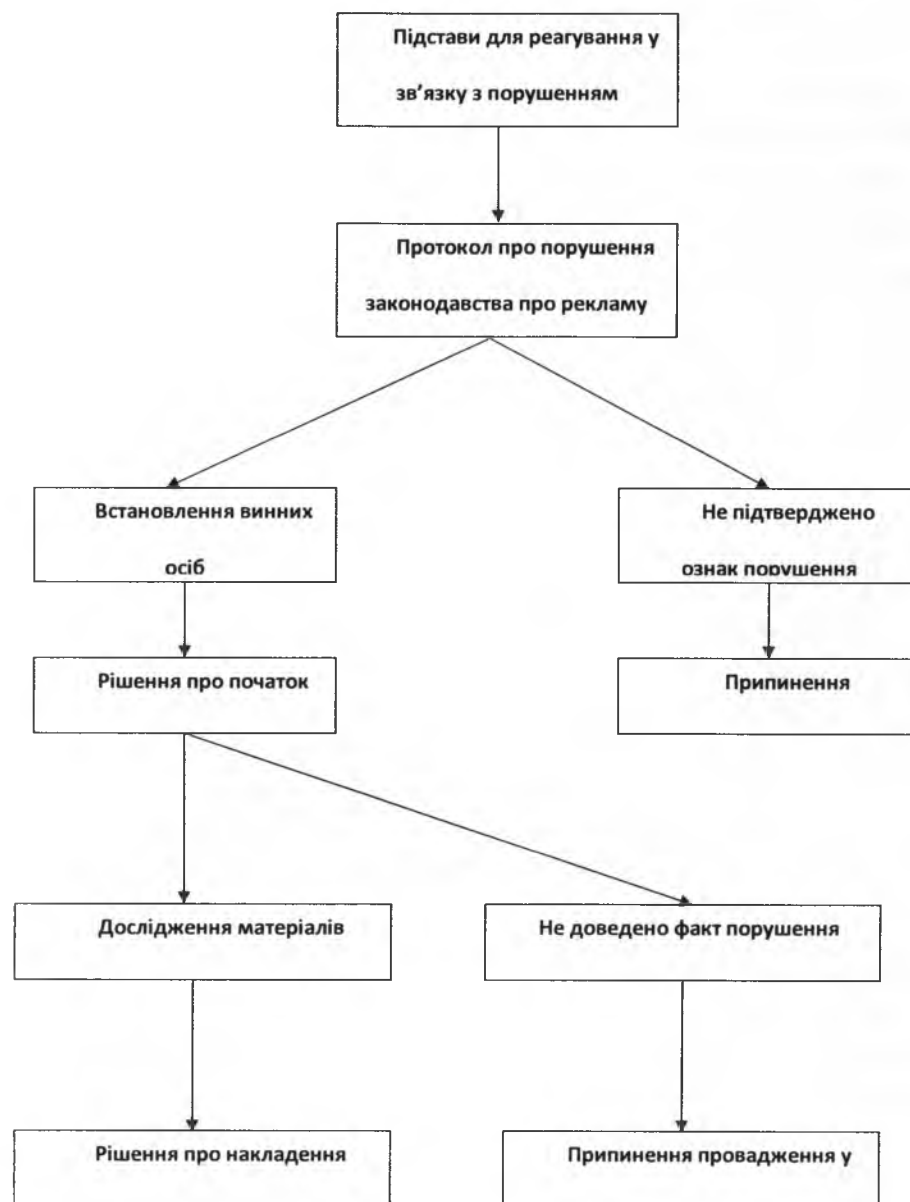 Підстави для реагування у
зв'язку з порушенням
Протокол про порушення
законодавства про рекламу
Встановлення винних
осіб
Не підтверджено
ознак порушення
Рішення про початок
Припинення
Дослідження матеріалів
Не доведено факт порушення
Рішення про накладення
Припинення провадження у